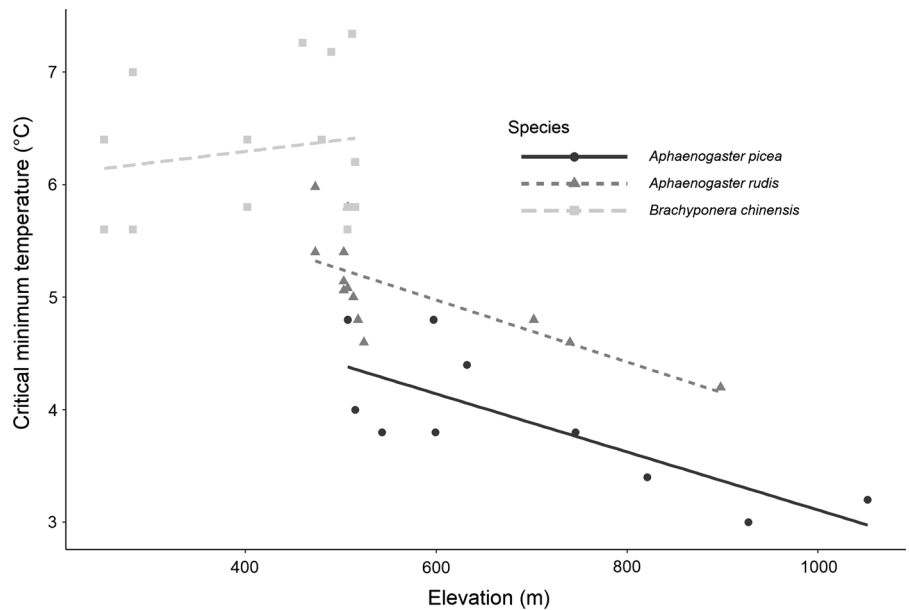 7
6
5
4
3
Critical minimum temperature (°C)
Species
Aphaenogaster picea
Aphaenogaster rudis
Brachyponera chinensis
400
600
800
1000
Elevation (m)